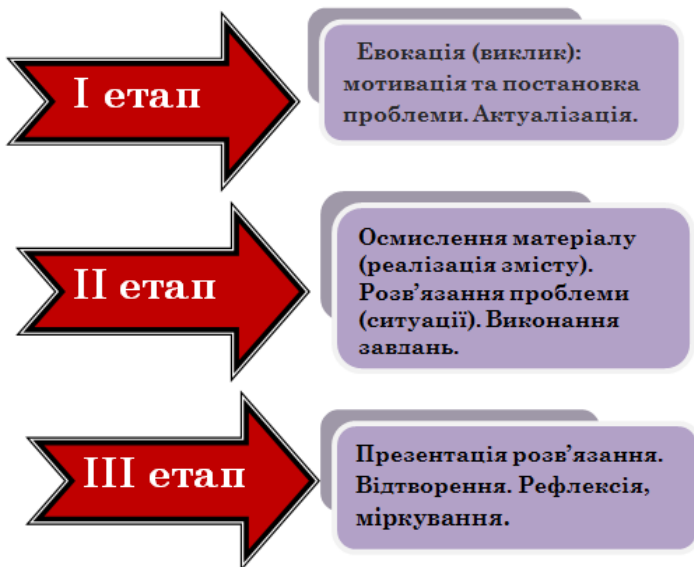 І етап
Евокація (виклик):
мотивація та постановка
проблеми. Актуалізація.
ІІ етап
Осмислення матеріалу
(реалізація змісту).
Розв’язання проблеми
(ситуації). Виконання
завдань.
ІІІ етап
Презентація розв’язання.
Відтворення. Рефлексія,
міркування.